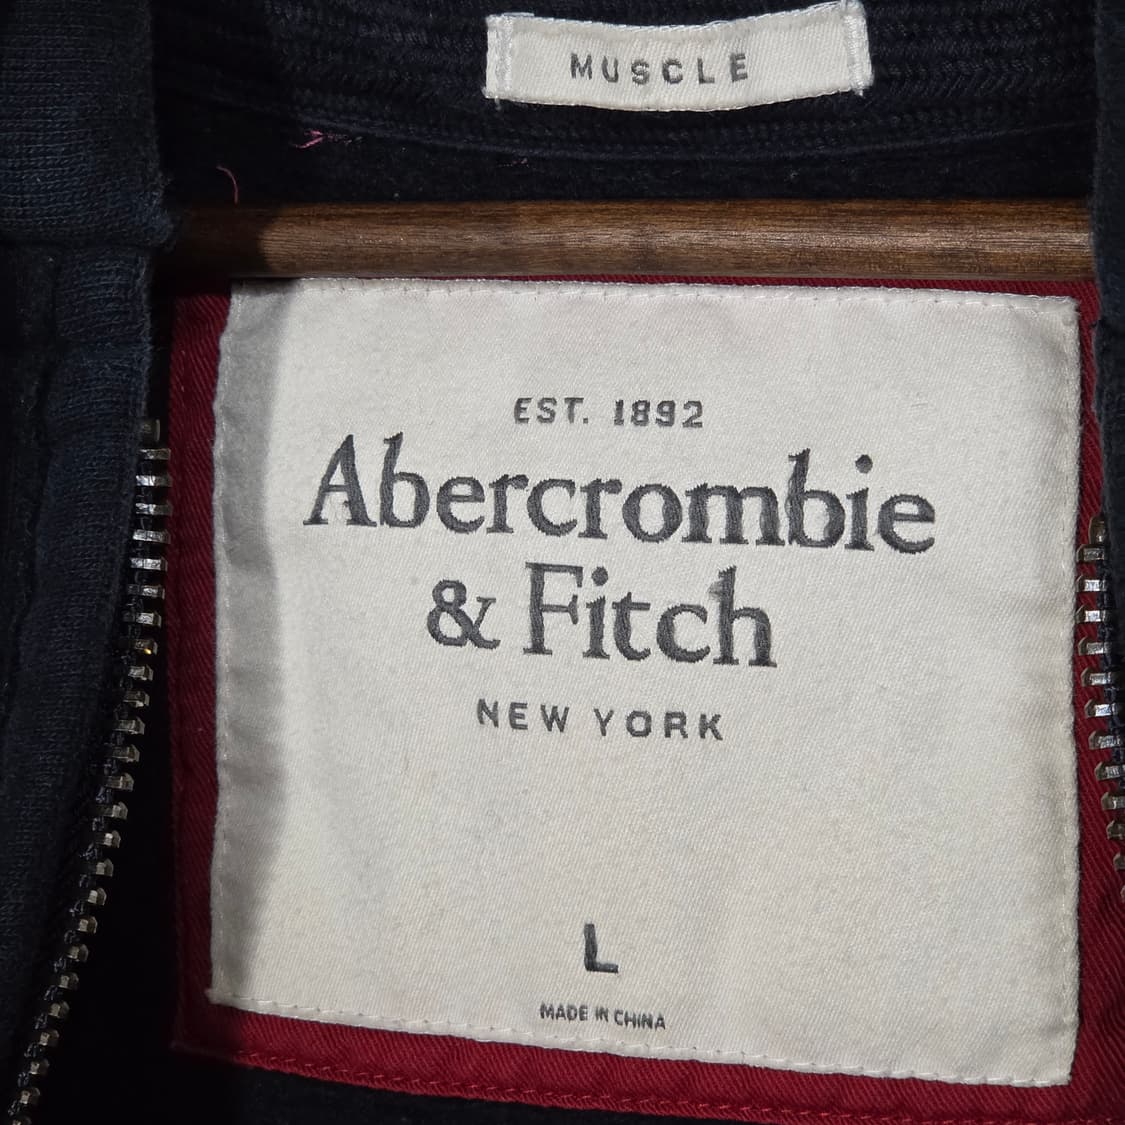 MUSCLE
EST. 1892
Abercrombie
& Fitch
NEW YORK
L
MADE IN CHINA